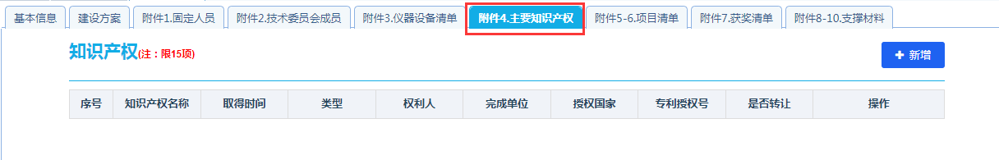 基本信息 建设方案 附件1.固定人员 附件2.技术委员会成员 附件3.仪器设备清单 附件4.主要知识产权 附件5-6.项目清单 附件7.获奖清单 附件8-10.支撑材料
知识产权(注：限15项) 新增
序号 知识产权名称 取得时间 类型 权利人 完成单位 授权国家 专利授权号 是否转让 操作